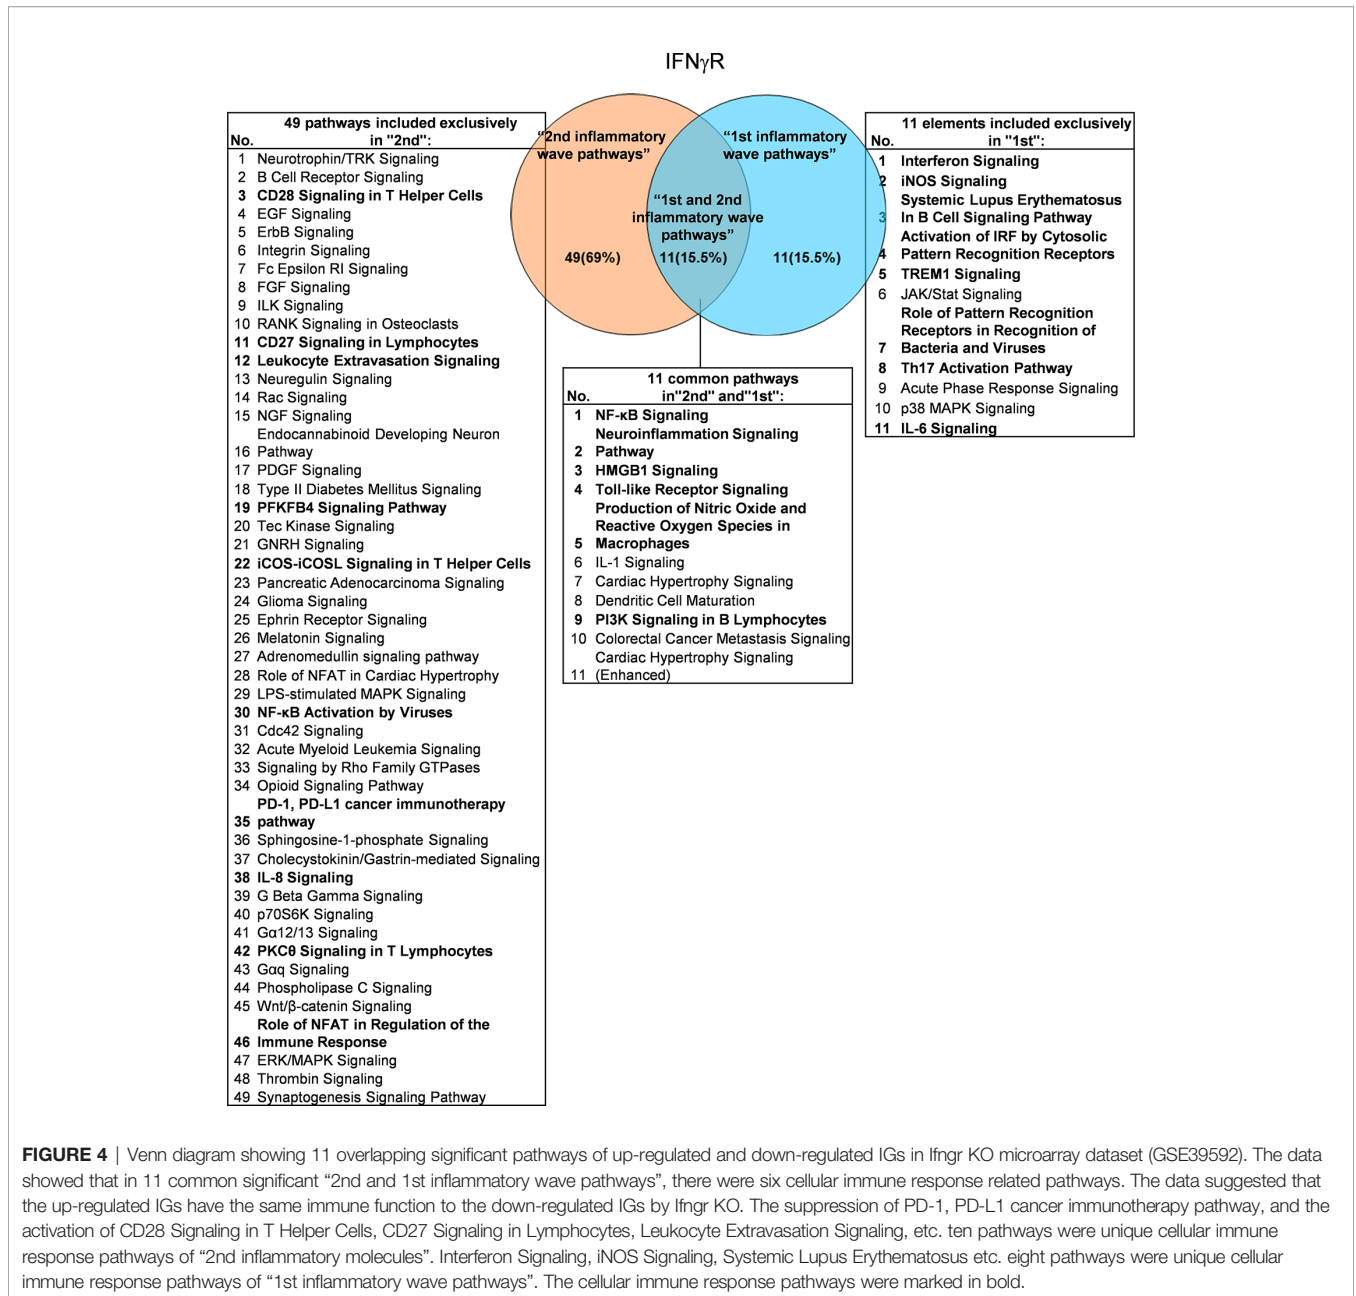 IFNγR
49 pathways included exclusively
No. in "2nd":
1 Neurotrophin/TRK Signaling
2 B Cell Receptor Signaling
3 CD28 Signaling in T Helper Cells
4 EGF Signaling
5 ErbB Signaling
6 Integrin Signaling
7 Fc Epsilon RI Signaling
8 FGF Signaling
9 ILK Signaling
10 RANK Signaling in Osteoclasts
11 CD27 Signaling in Lymphocytes
12 Leukocyte Extravasation Signaling
13 Neuregulin Signaling
14 Rac Signaling
15 NGF Signaling
Endocannabinoid Developing Neuron
16 Pathway
17 PDGF Signaling
18 Type II Diabetes Mellitus Signaling
19 PFKFB4 Signaling Pathway
20 Tec Kinase Signaling
21 GNRH Signaling
22 iCOS-iCOSL Signaling in T Helper Cells
23 Pancreatic Adenocarcinoma Signaling
24 Glioma Signaling
25 Ephrin Receptor Signaling
26 Melatonin Signaling
27 Adrenomedullin signaling pathway
28 Role of NFAT in Cardiac Hypertrophy
29 LPS-stimulated MAPK Signaling
30 NF-κB Activation by Viruses
31 Cdc42 Signaling
32 Acute Myeloid Leukemia Signaling
33 Signaling by Rho Family GTPases
34 Opioid Signaling Pathway
PD-1, PD-L1 cancer immunotherapy
35 pathway
36 Sphingosine-1-phosphate Signaling
37 Cholecystokinin/Gastrin-mediated Signaling
38 IL-8 Signaling
39 G Beta Gamma Signaling
40 p70S6K Signaling
41 Gα12/13 Signaling
42 PKCθ Signaling in T Lymphocytes
43 Gαq Signaling
44 Phospholipase C Signaling
45 Wnt/β-catenin Signaling
Role of NFAT in Regulation of the
46 Immune Response
47 ERK/MAPK Signaling
48 Thrombin Signaling
49 Synaptogenesis Signaling Pathway
“2nd inflammatory
wave pathways”
49(69%)
“1st and 2nd
inflammatory wave
pathways”
11(15.5%)
“1st inflammatory
wave pathways”
11(15.5%)
11 common pathways
No. in"2nd" and"1st":
1 NF-κB Signaling
Neuroinflammation Signaling
2 Pathway
3 HMGB1 Signaling
4 Toll-like Receptor Signaling
Production of Nitric Oxide and
Reactive Oxygen Species in
5 Macrophages
6 IL-1 Signaling
7 Cardiac Hypertrophy Signaling
8 Dendritic Cell Maturation
9 PI3K Signaling in B Lymphocytes
10 Colorectal Cancer Metastasis Signaling
Cardiac Hypertrophy Signaling
11 (Enhanced)
11 elements included exclusively
No. in "1st":
1 Interferon Signaling
2 iNOS Signaling
Systemic Lupus Erythematosus
3 In B Cell Signaling Pathway
Activation of IRF by Cytosolic
4 Pattern Recognition Receptors
5 TREM1 Signaling
6 JAK/Stat Signaling
Role of Pattern Recognition
Receptors in Recognition of
7 Bacteria and Viruses
8 Th17 Activation Pathway
9 Acute Phase Response Signaling
10 p38 MAPK Signaling
11 IL-6 Signaling
FIGURE 4 | Venn diagram showing 11 overlapping significant pathways of up-regulated and down-regulated IGs in Ifngr KO microarray dataset (GSE39592). The data
showed that in 11 common significant “2nd and 1st inflammatory wave pathways”, there were six cellular immune response related pathways. The data suggested that
the up-regulated IGs have the same immune function to the down-regulated IGs by Ifngr KO. The suppression of PD-1, PD-L1 cancer immunotherapy pathway, and the
activation of CD28 Signaling in T Helper Cells, CD27 Signaling in Lymphocytes, Leukocyte Extravasation Signaling, etc. ten pathways were unique cellular immune
response pathways of “2nd inflammatory molecules”. Interferon Signaling, iNOS Signaling, Systemic Lupus Erythematosus etc. eight pathways were unique cellular
immune response pathways of “1st inflammatory wave pathways”. The cellular immune response pathways were marked in bold.